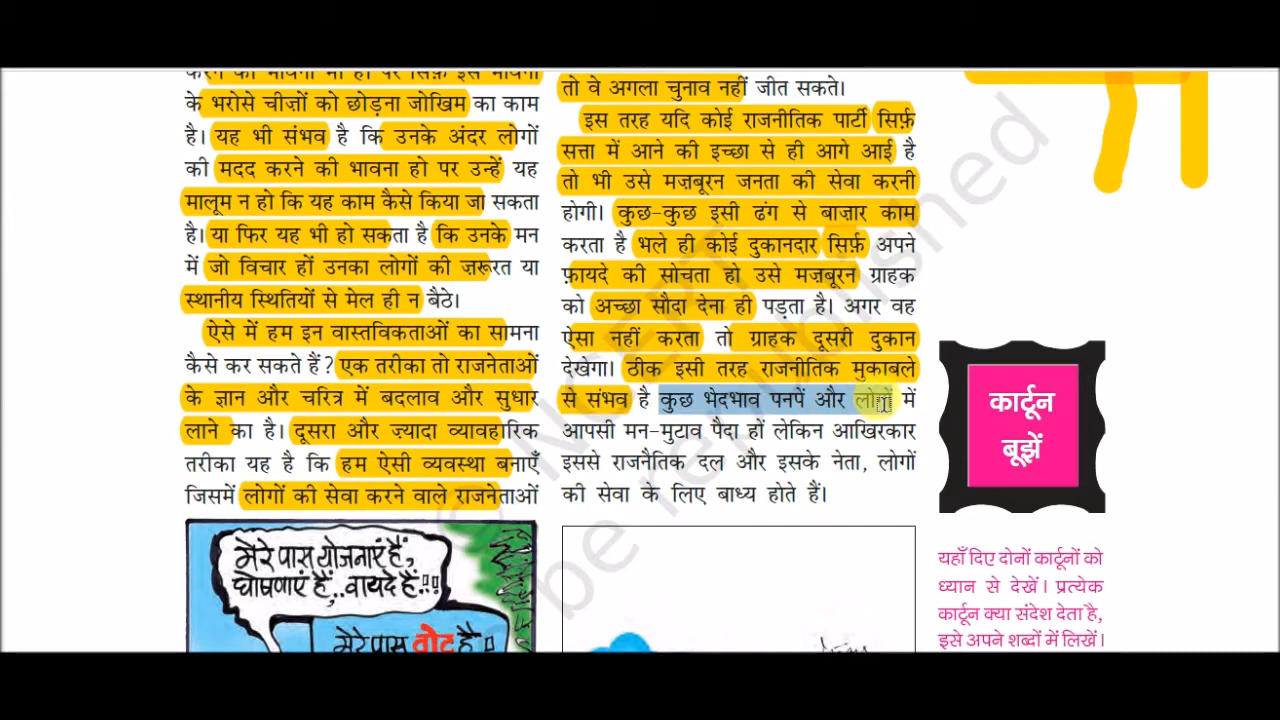 के भरोसे चीज़ों को छोड़ना जोखिम का काम
है। यह भी संभव है कि उनके अंदर लोगों
की मदद करने की भावना हो पर उन्हें यह
मालूम न हो कि यह काम कैसे किया जा सकता
है। या फिर यह भी हो सकता है कि उनके मन
में जो विचार हों उनका लोगों की ज़रूरत या
स्थानीय स्थितियों से मेल ही न बैठे।
ऐसे में हम इन वास्तविकताओं का सामना
कैसे कर सकते हैं? एक तरीका तो राजनेताओं
के ज्ञान और चरित्र में बदलाव और सुधार
लाने का है। दूसरा और ज़्यादा व्यावहारिक
तरीका यह है कि हम ऐसी व्यवस्था बनाएँ
जिसमें लोगों की सेवा करने वाले राजनेताओं
मेरे पास योजनाएं हैं,
घोषणाएं हैं,..वायदे हैं..!!
मेरे पास वोट है!!
तो वे अगला चुनाव नहीं जीत सकते।
इस तरह यदि कोई राजनीतिक पार्टी सिर्फ़
सत्ता में आने की इच्छा से ही आगे आई है
तो भी उसे मज़बूरन जनता की सेवा करनी
होगी। कुछ-कुछ इसी ढंग से बाज़ार काम
करता है भले ही कोई दुकानदार सिर्फ़ अपने
फ़ायदे की सोचता हो उसे मज़बूरन ग्राहक
को अच्छा सौदा देना ही पड़ता है। अगर वह
ऐसा नहीं करता तो ग्राहक दूसरी दुकान
देखेगा। ठीक इसी तरह राजनीतिक मुकाबले
से संभव है कुछ भेदभाव पनपें और लोगों में
आपसी मन-मुटाव पैदा हों लेकिन आखिरकार
इससे राजनैतिक दल और इसके नेता, लोगों
की सेवा के लिए बाध्य होते हैं।
कार्टून
बूझें
यहाँ दिए दोनों कार्टूनों को
ध्यान से देखें। प्रत्येक
कार्टून क्या संदेश देता है,
इसे अपने शब्दों में लिखें।
© NCERT
be republished